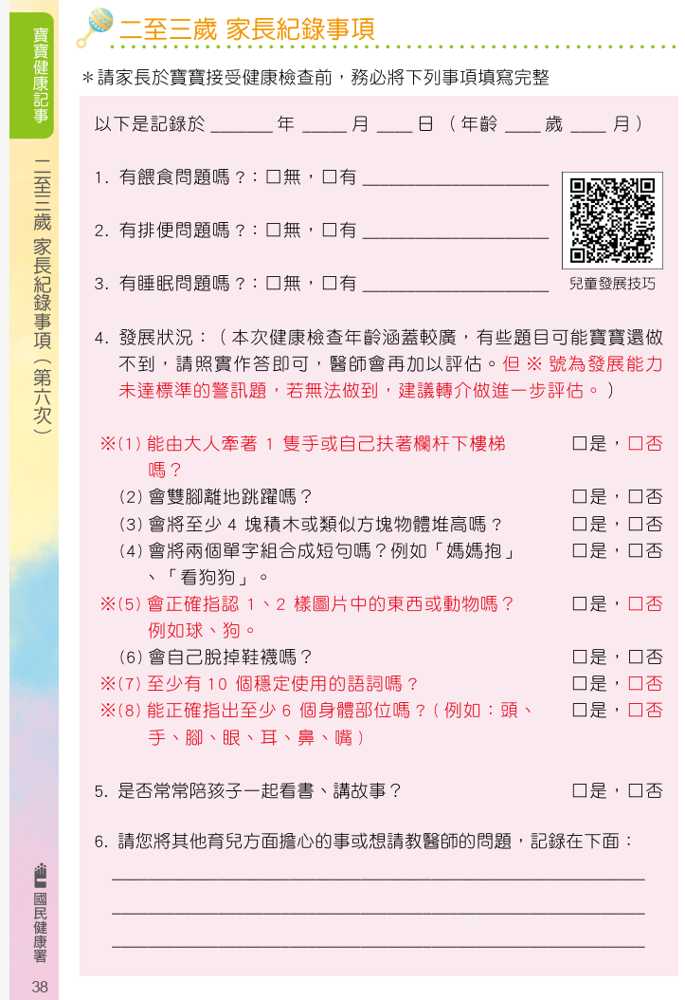 寶寶健康記事
二至三歲 家長紀錄事項（第六次）
國民健康署
38
二至三歲 家長紀錄事項
＊請家長於寶寶接受健康檢查前，務必將下列事項填寫完整
以下是記錄於 _______ 年 _____ 月 ____ 日 （ 年齡 ____ 歲 ____ 月 ）
1. 有餵食問題嗎？：□無，□有 _____________________
2. 有排便問題嗎？：□無，□有 _____________________
3. 有睡眠問題嗎？：□無，□有 _____________________
兒童發展技巧
4. 發展狀況：（ 本次健康檢查年齡涵蓋較廣，有些題目可能寶寶還做
不到，請照實作答即可，醫師會再加以評估。但 ※ 號為發展能力
未達標準的警訊題，若無法做到，建議轉介做進一步評估。 ）
※(1) 能由大人牽著 1 隻手或自己扶著欄杆下樓梯 □是，□否
嗎？
(2) 會雙腳離地跳躍嗎？ □是，□否
(3) 會將至少 4 塊積木或類似方塊物體堆高嗎？ □是，□否
(4) 會將兩個單字組合成短句嗎？例如「媽媽抱」 □是，□否
、「看狗狗」。
※(5) 會正確指認 1、2 樣圖片中的東西或動物嗎？ □是，□否
例如球、狗。
(6) 會自己脫掉鞋襪嗎？ □是，□否
※(7) 至少有 10 個穩定使用的語詞嗎？ □是，□否
※(8) 能正確指出至少 6 個身體部位嗎？( 例如：頭、 □是，□否
手、腳、眼、耳、鼻、嘴 )
5. 是否常常陪孩子一起看書、講故事？ □是，□否
6. 請您將其他育兒方面擔心的事或想請教醫師的問題，記錄在下面：